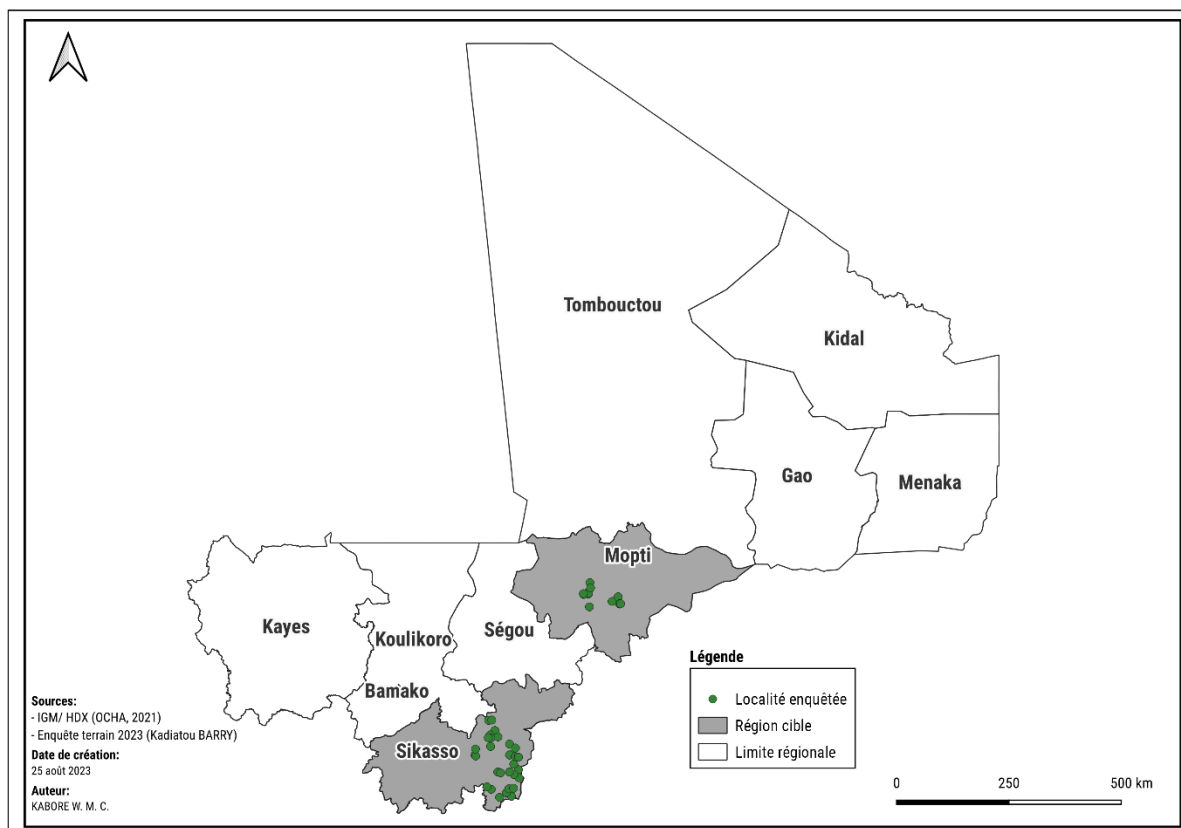 Tombouctou
Kidal
Gao
Menaka
Mopti
Kayes
Koulikoro
Ségou
Bamako
Sikasso
Sources:
- IGM/ HDX (OCHA, 2021)
- Enquête terrain 2023 (Kadiatou BARRY)
Date de création:
25 août 2023
Auteur:
KABORE W. M. C.
Légende
Localité enquêtée
Région cible
Limite régionale
0 250 500 km